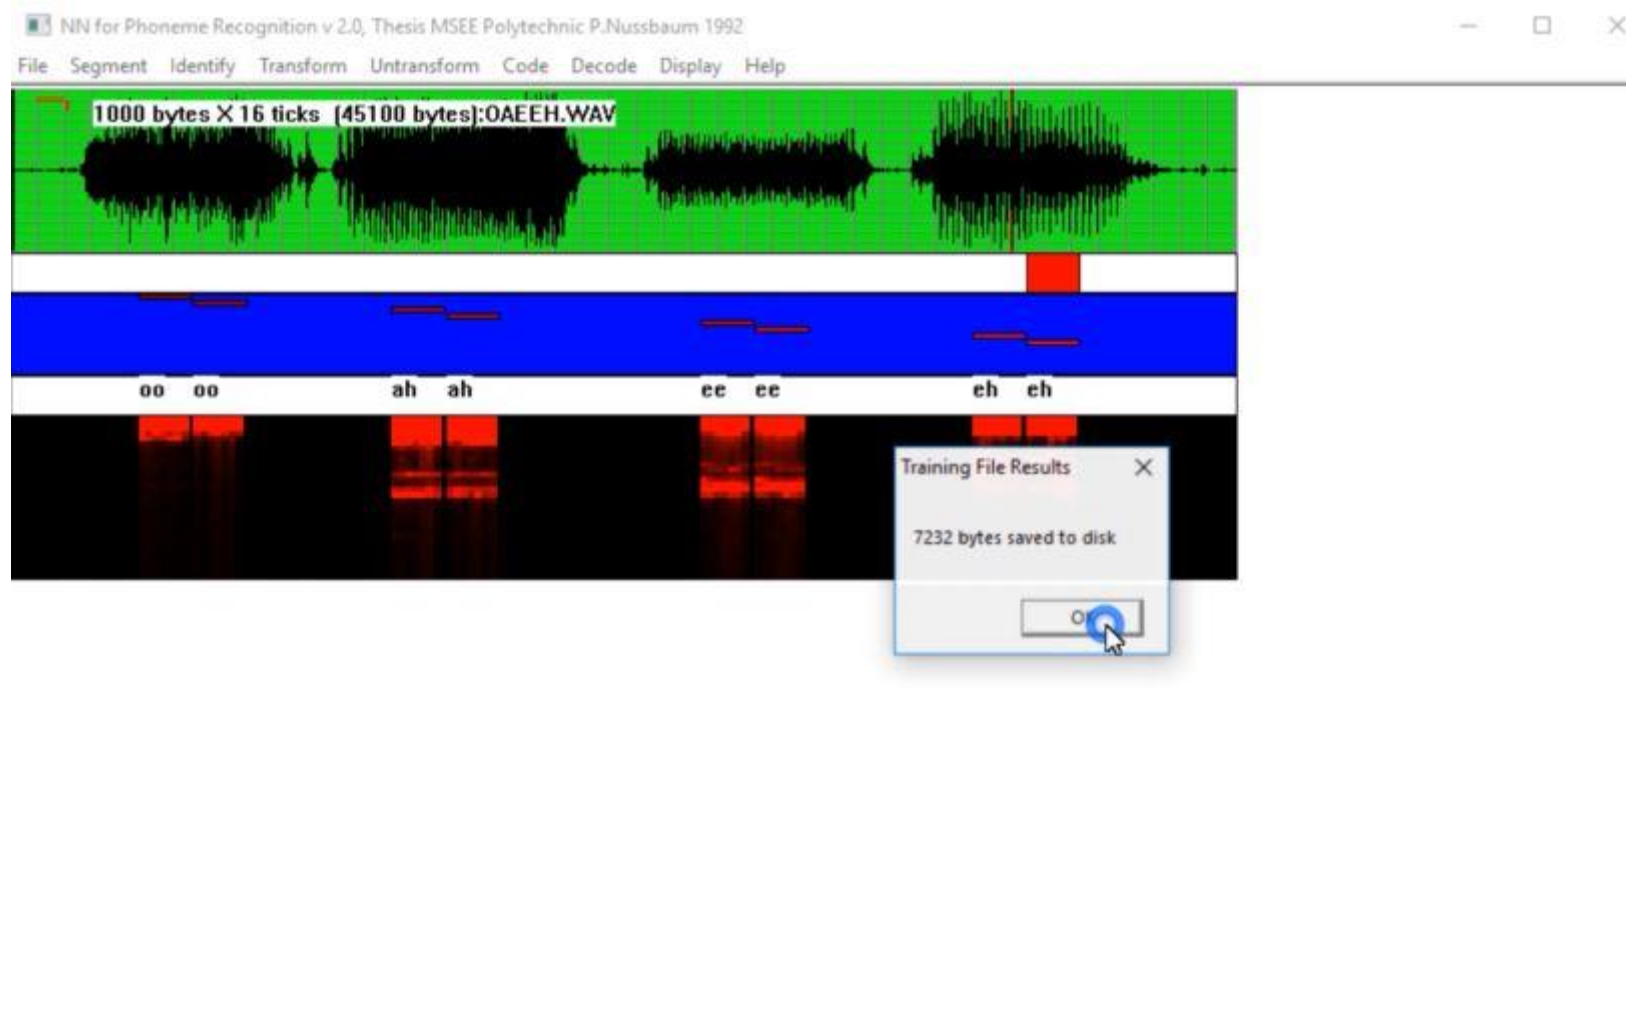 NN for Phoneme Recognition v 2.0, Thesis MSEE Polytechnic P.Nussbaum 1992
File Segment Identify Transform Untransform Code Decode Display Help
1000 bytes X 16 ticks (45100 bytes):OAEEH.WAV
oo oo ah ah ee ee eh eh
Training File Results
7232 bytes saved to disk